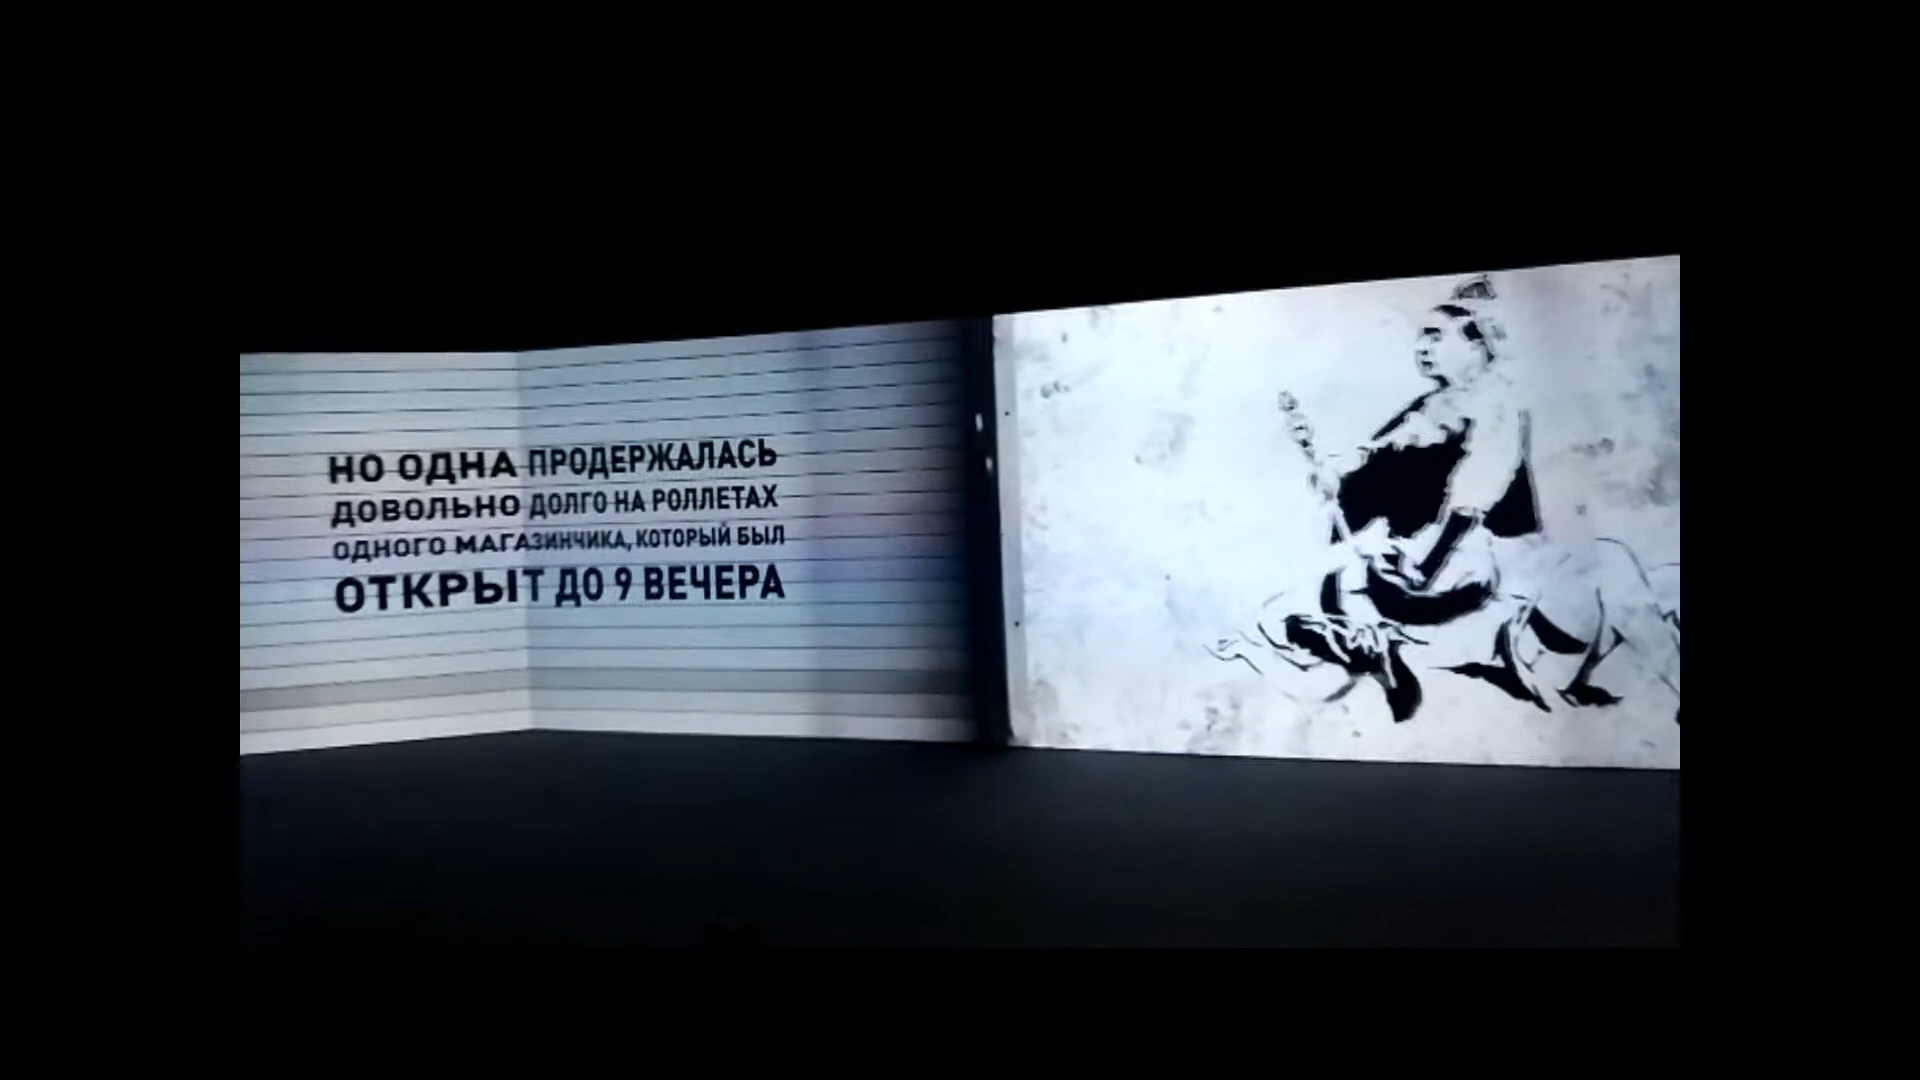 НО ОДНА ПРОДЕРЖАЛАСЬ
ДОВОЛЬНО ДОЛГО НА РОЛЛЕТАХ
ОДНОГО МАГАЗИНЧИКА, КОТОРЫЙ БЫЛ
ОТКРЫТ ДО 9 ВЕЧЕРА